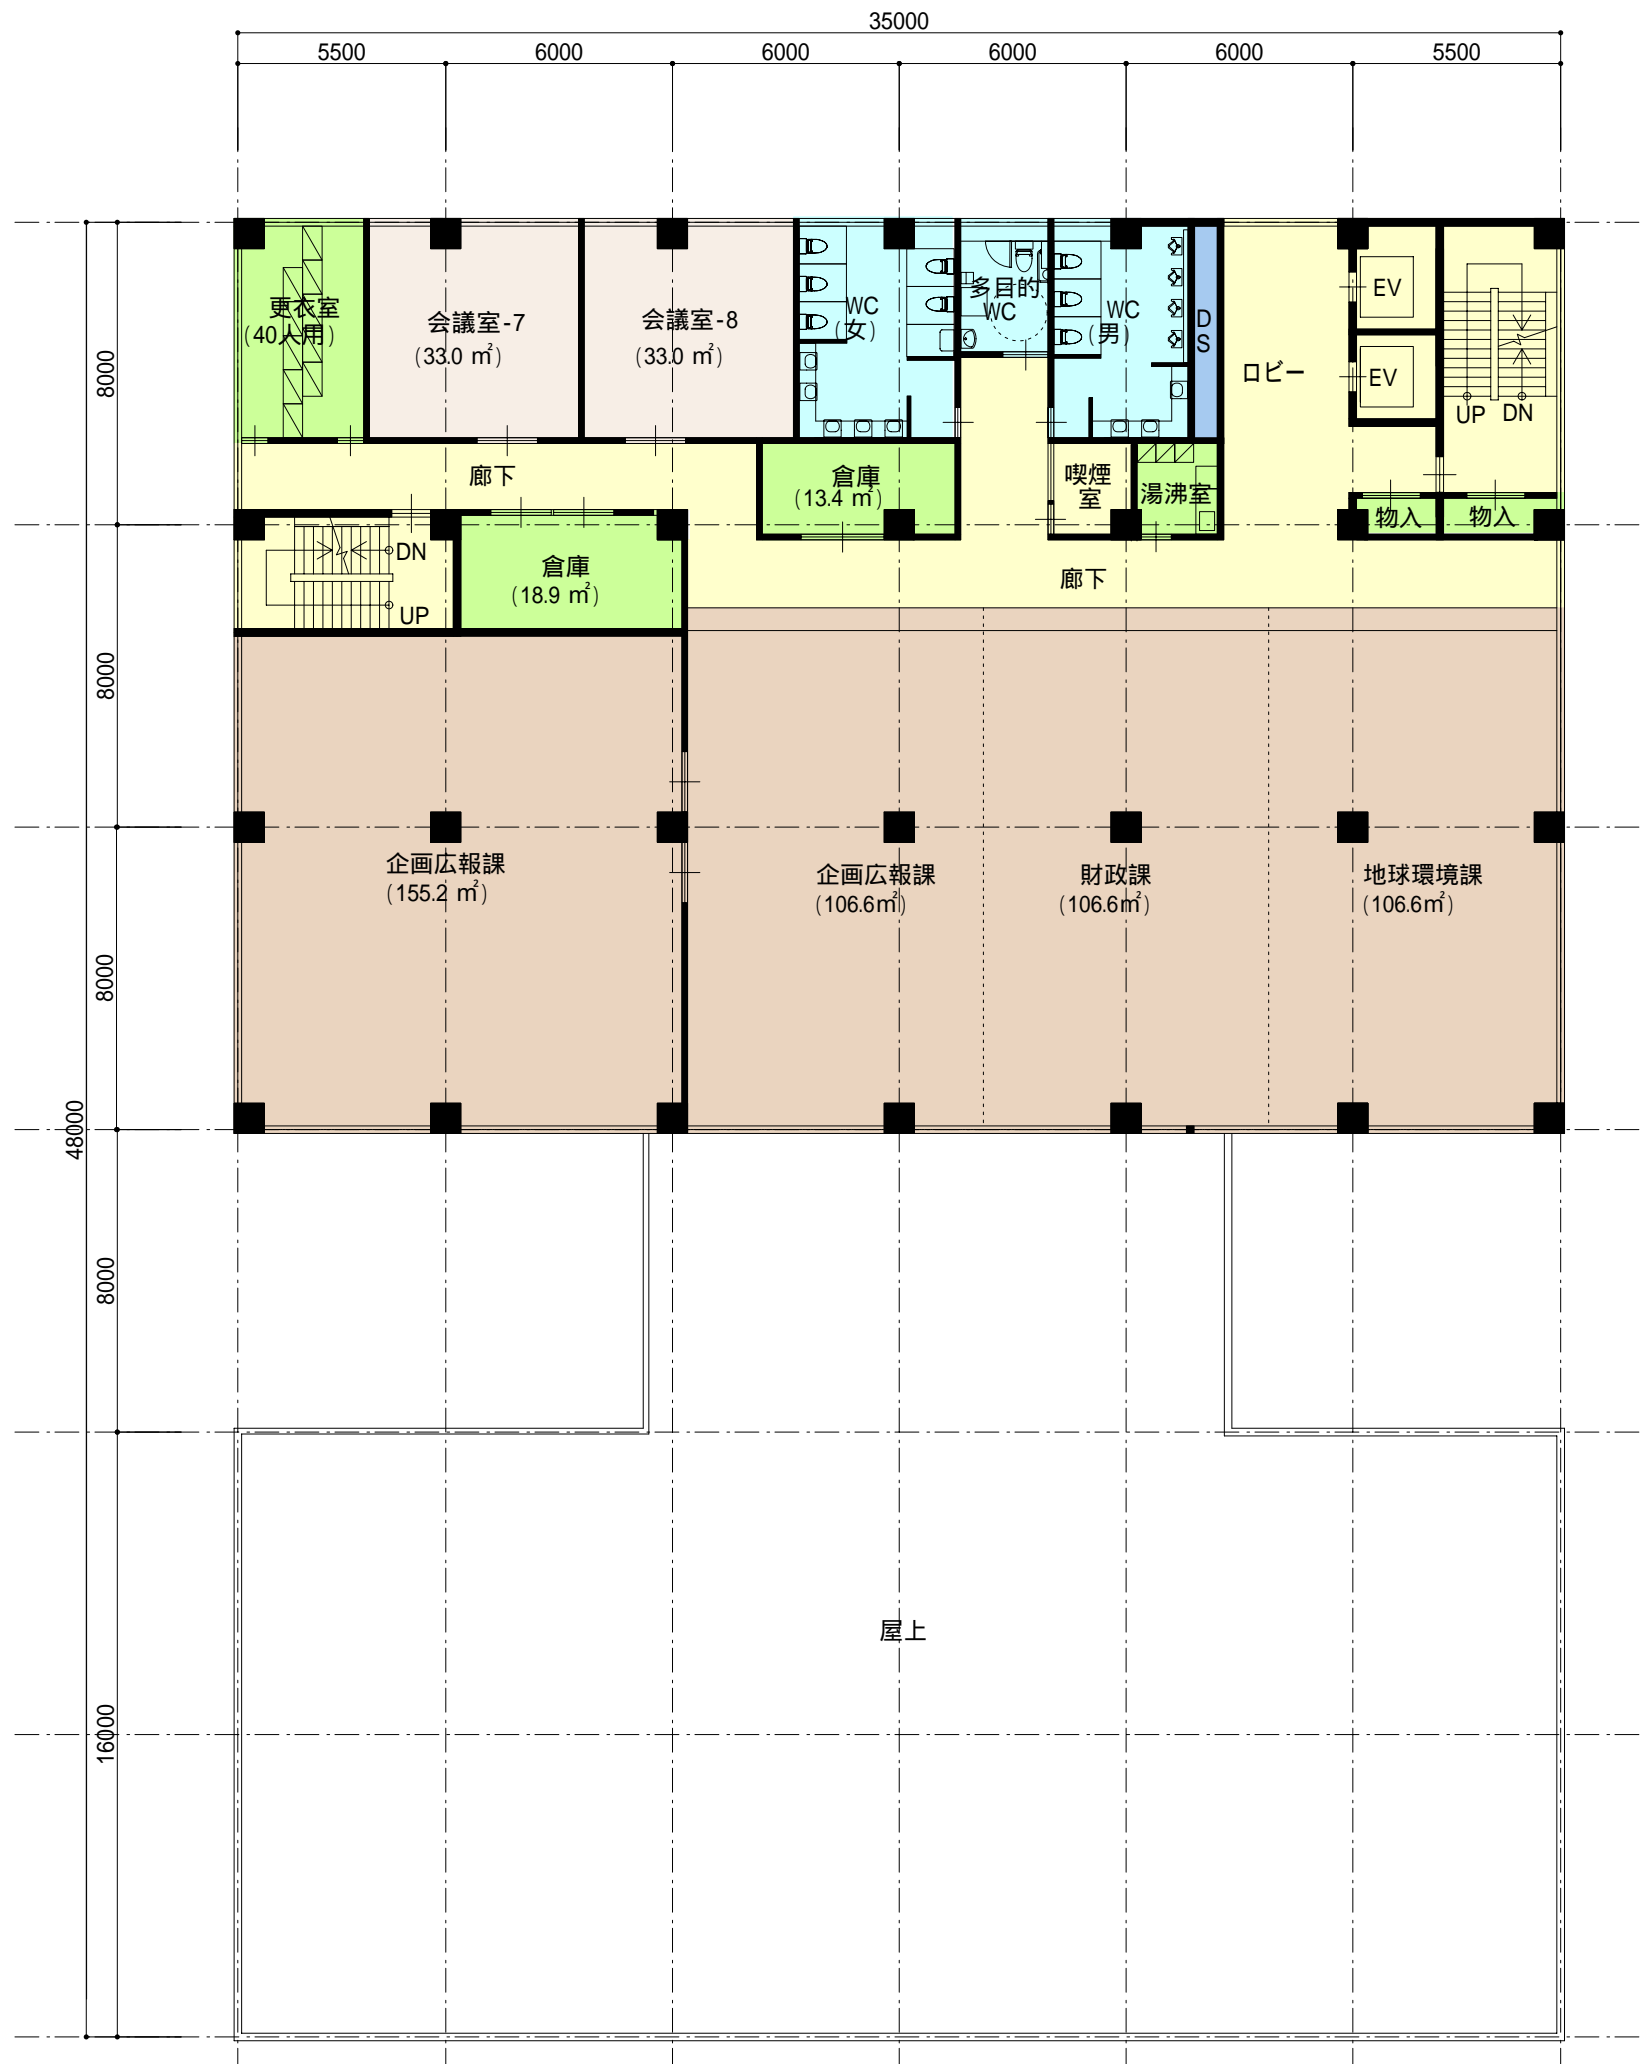 35000
5500
6000
6000
6000
6000
5500
更衣室
(40人用)
会議室-7
(33.0 ㎡)
会議室-8
(33.0 ㎡)
WC
(女)
多目的
WC
WC
(男)
DS
ロビー
EV
EV
UP
DN
廊下
倉庫
(13.4 ㎡)
喫煙
室
湯沸室
物入
物入
DN
UP
倉庫
(18.9 ㎡)
廊下
企画広報課
(155.2 ㎡)
企画広報課
(106.6㎡)
財政課
(106.6㎡)
地球環境課
(106.6㎡)
屋上
8000
8000
8000
48000
8000
16000